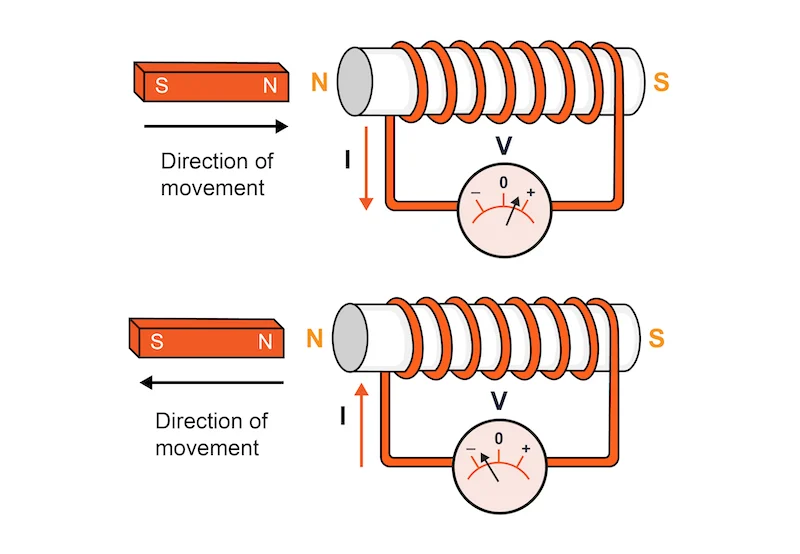 S N
N
S
I
Direction of
movement
V
− 0 +
S N
N
S
I
Direction of
movement
V
− 0 +